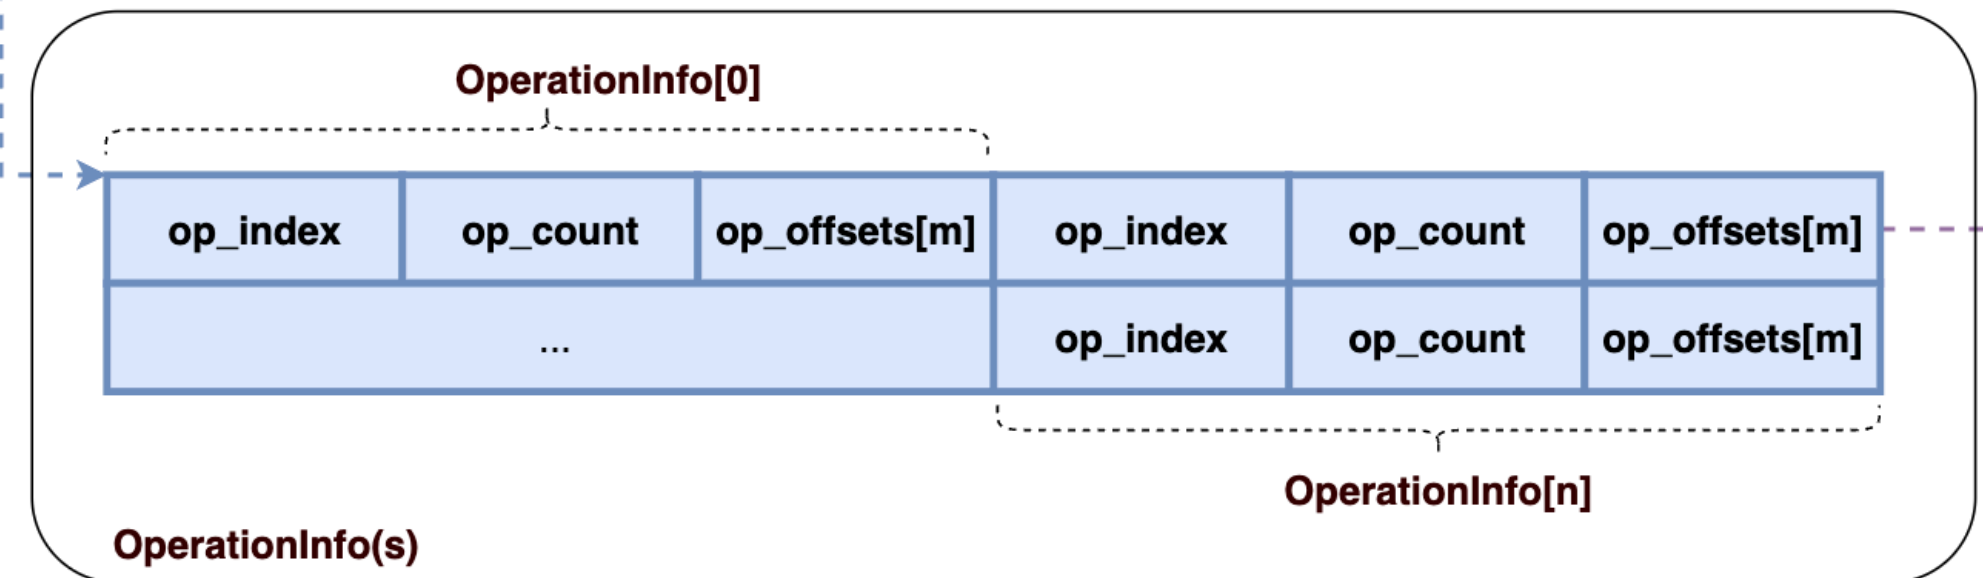 OperationInfo[0]
op_index op_count op_offsets[m] op_index op_count op_offsets[m]
... op_index op_count op_offsets[m]
OperationInfo[n]
OperationInfo(s)